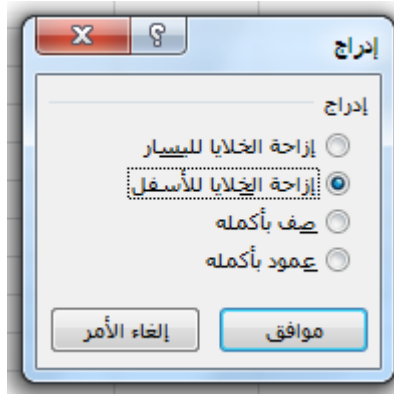 إدراج
إدراج
إزاحة الخلايا لليسار
إزاحة الخلايا للأسفل
صف بأكمله
عمود بأكمله
موافق
إلغاء الأمر